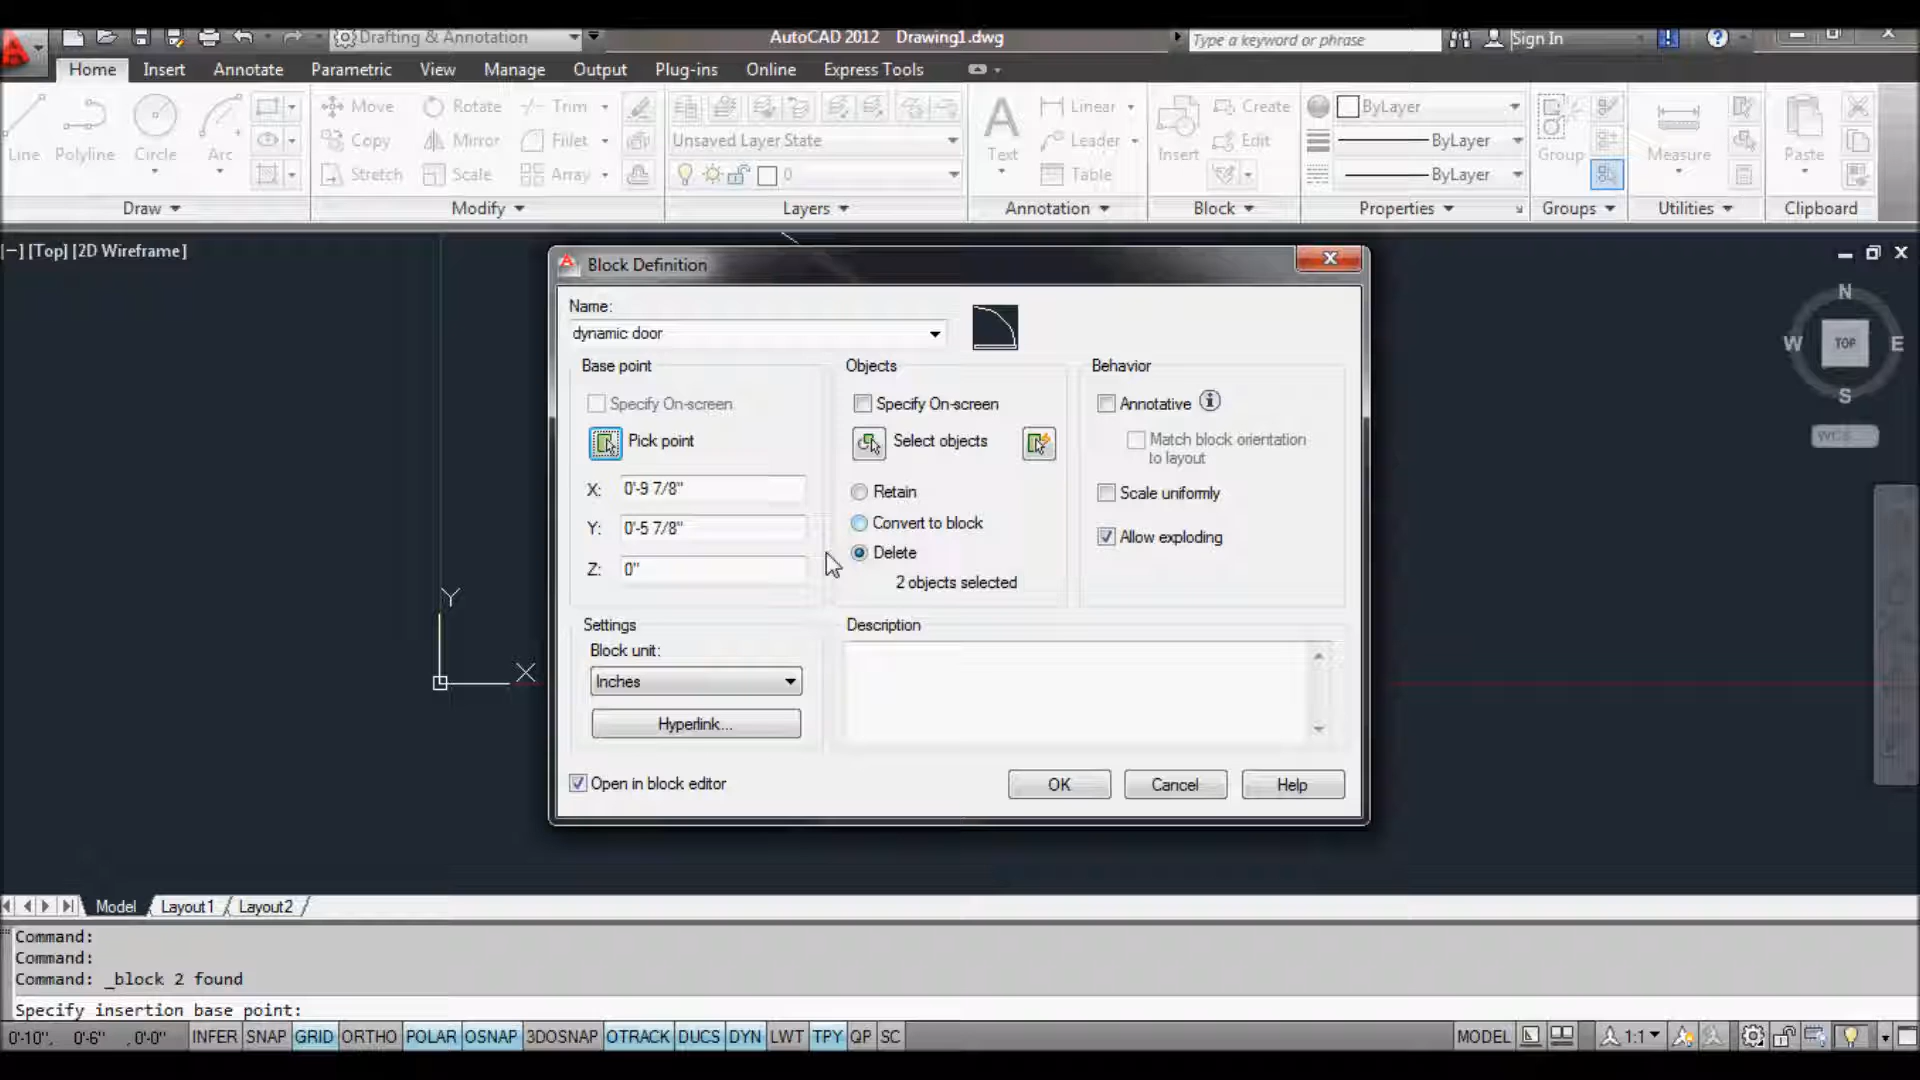 Drafting & Annotation
AutoCAD 2012 Drawing1.dwg
Type a keyword or phrase
Sign In
Home Insert Annotate Parametric View Manage Output Plug-ins Online Express Tools
Move Rotate Trim Linear Create ByLayer
Copy Mirror Fillet Unsaved Layer State Leader Edit ByLayer
Line Polyline Circle Arc Text Insert Group Measure Paste
Stretch Scale Array 0 Table ByLayer
Draw Modify Layers Annotation Block Properties Groups Utilities Clipboard
[−] [Top] [2D Wireframe]
Block Definition
Name:
dynamic door
Base point
Specify On-screen
Pick point
X: 0'-9 7/8"
Y: 0'-5 7/8"
Z: 0"
Objects
Specify On-screen
Select objects
Retain
Convert to block
Delete
2 objects selected
Behavior
Annotative
Match block orientation
to layout
Scale uniformly
Allow exploding
Settings
Block unit:
Inches
Hyperlink...
Description
Open in block editor
OK Cancel Help
N
W TOP E
S
WCS
Y
X
Model Layout1 Layout2
Command:
Command:
Command: _block 2 found
Specify insertion base point:
0'-10", 0'-6" , 0'-0" INFER SNAP GRID ORTHO POLAR OSNAP 3DOSNAP OTRACK DUCS DYN LWT TPY QP SC MODEL 1:1